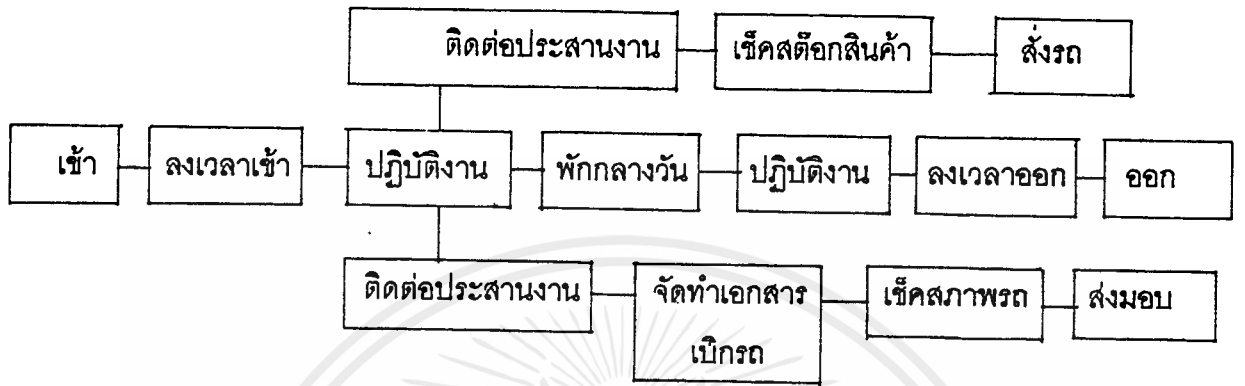 ติดต่อประสานงาน เช็คสต๊อกสินค้า สั่งรถ
เข้า ลงเวลาเข้า ปฏิบัติงาน พักกลางวัน ปฏิบัติงาน ลงเวลาออก ออก
ติดต่อประสานงาน จัดทำเอกสาร เช็คสภาพรถ ส่งมอบ
เบิกรถ